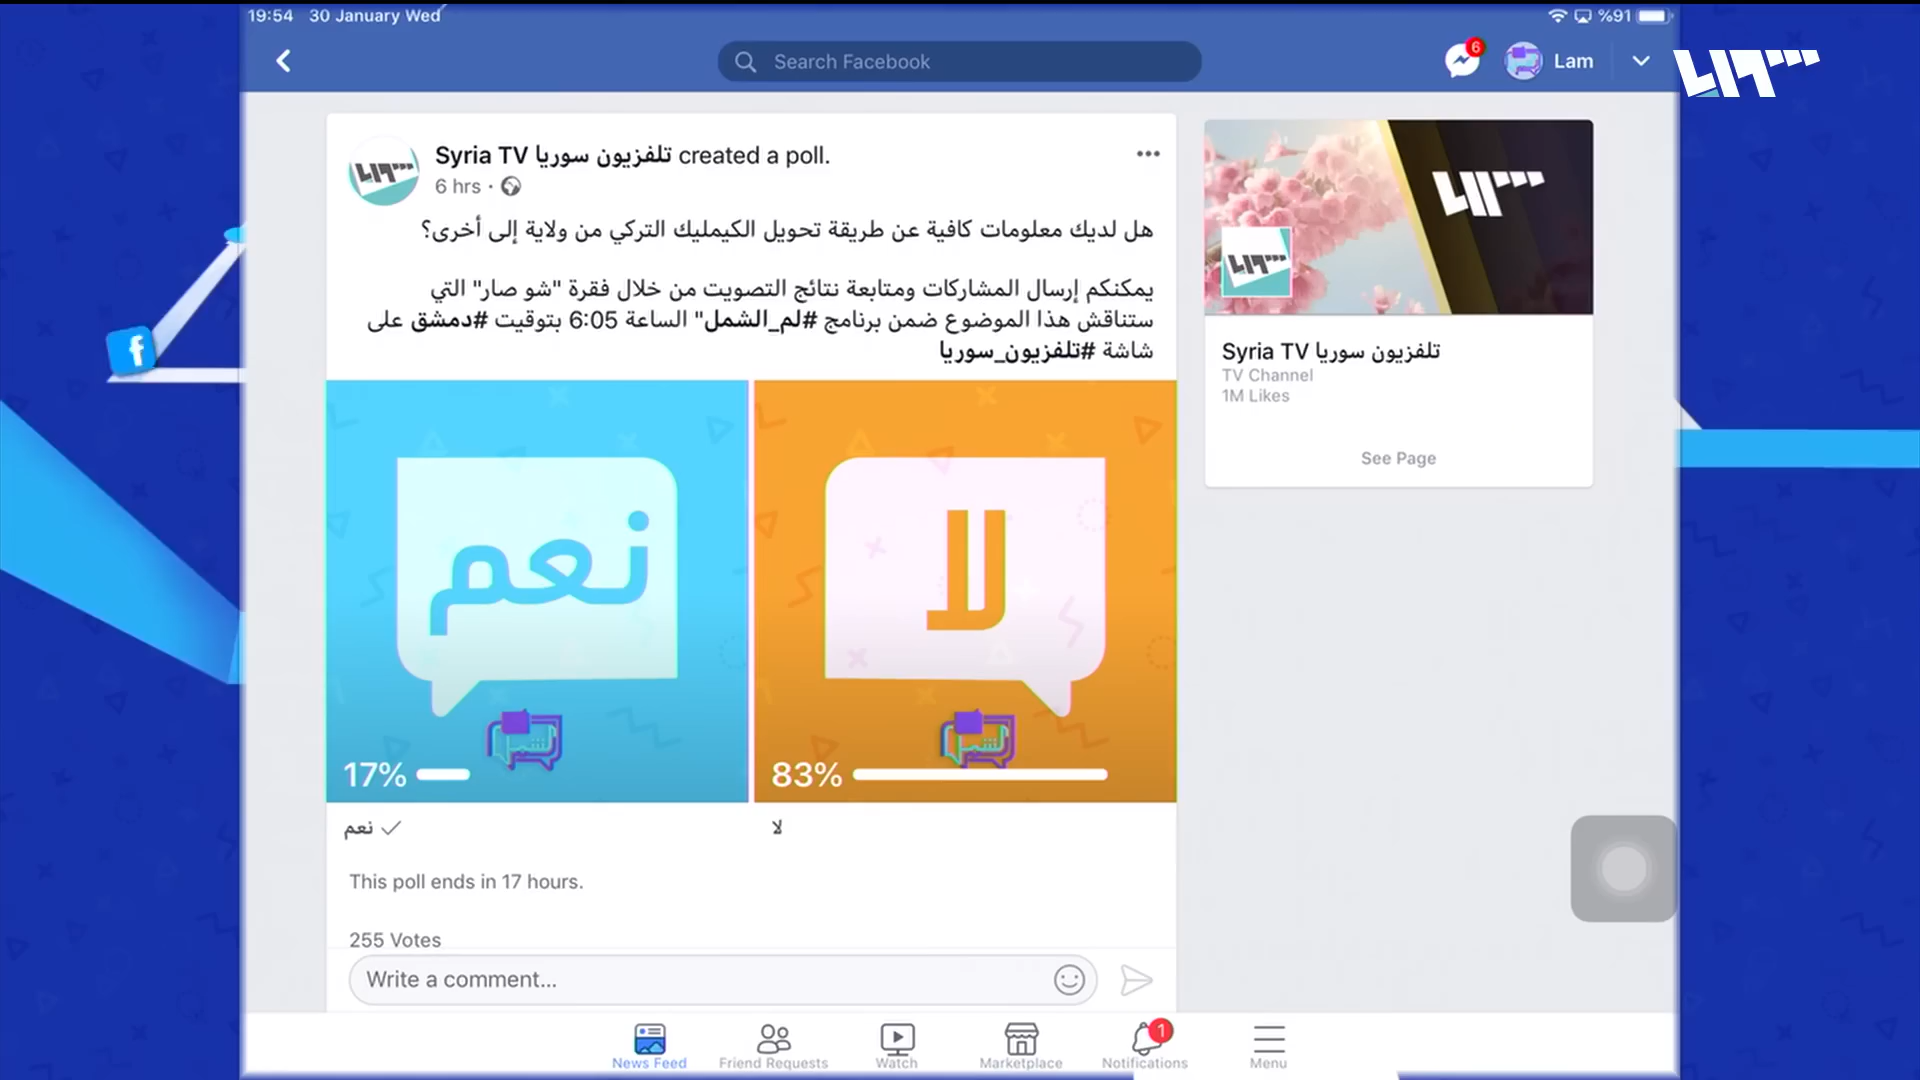 19:54 30 January Wed
%91
Search Facebook
6
Lam
Syria TV تلفزيون سوريا created a poll.
6 hrs
هل لديك معلومات كافية عن طريقة تحويل الكيمليك التركي من ولاية إلى أخرى؟
يمكنكم إرسال المشاركات ومتابعة نتائج التصويت من خلال فقرة "شو صار" التي
ستناقش هذا الموضوع ضمن برنامج #لم_الشمل" الساعة 6:05 بتوقيت #دمشق على
شاشة #تلفزيون_سوريا
نعم
لا
17%
83%
نعم
لا
This poll ends in 17 hours.
255 Votes
Write a comment...
Syria TV تلفزيون سوريا
TV Channel
1M Likes
See Page
News Feed
Friend Requests
Watch
Marketplace
1
Notifications
Menu